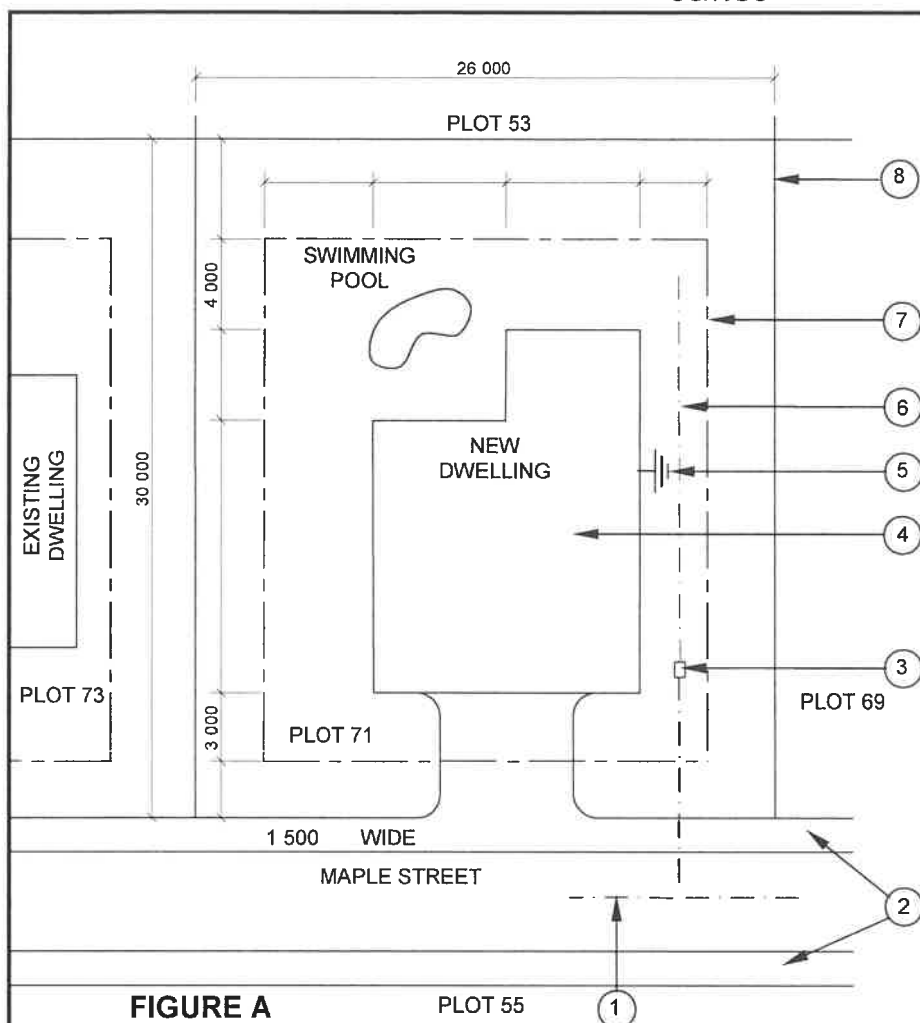 26 000
PLOT 53
8
SWIMMING
POOL
4 000
7
6
NEW
DWELLING
5
EXISTING
DWELLING
30 000
4
3
PLOT 73
PLOT 69
3 000
PLOT 71
1 500 WIDE
MAPLE STREET
2
FIGURE A
PLOT 55
1